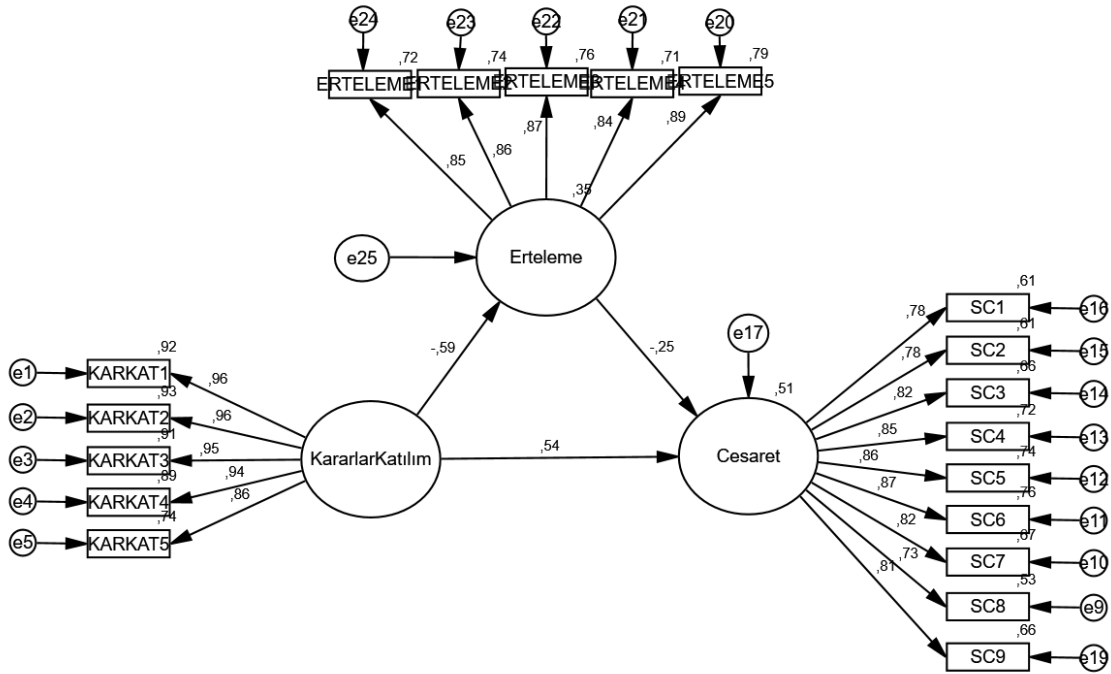 e24 e23 e22 e21 e20
,72 ,74 ,76 ,71 ,79
ERTELEME ERTELEME ERTELEME ERTELEME ERTELEME5
,85 ,86 ,87 ,84 ,89
,35
Erteleme
e25
-,59
-,25
,54
e17
,51
Cesaret
KararlarKatılım
e1 KARKAT1 ,92 ,96
e2 KARKAT2 ,93 ,96
e3 KARKAT3 ,91 ,95
e4 KARKAT4 ,89 ,94
e5 KARKAT5 ,74 ,86
,78 SC1 ,61 e16
,78 SC2 ,61 e15
,82 SC3 ,66 e14
,85 SC4 ,72 e13
,86 SC5 ,74 e12
,87 SC6 ,76 e11
,82 SC7 ,67 e10
,73 SC8 ,53 e9
,81 SC9 ,66 e19